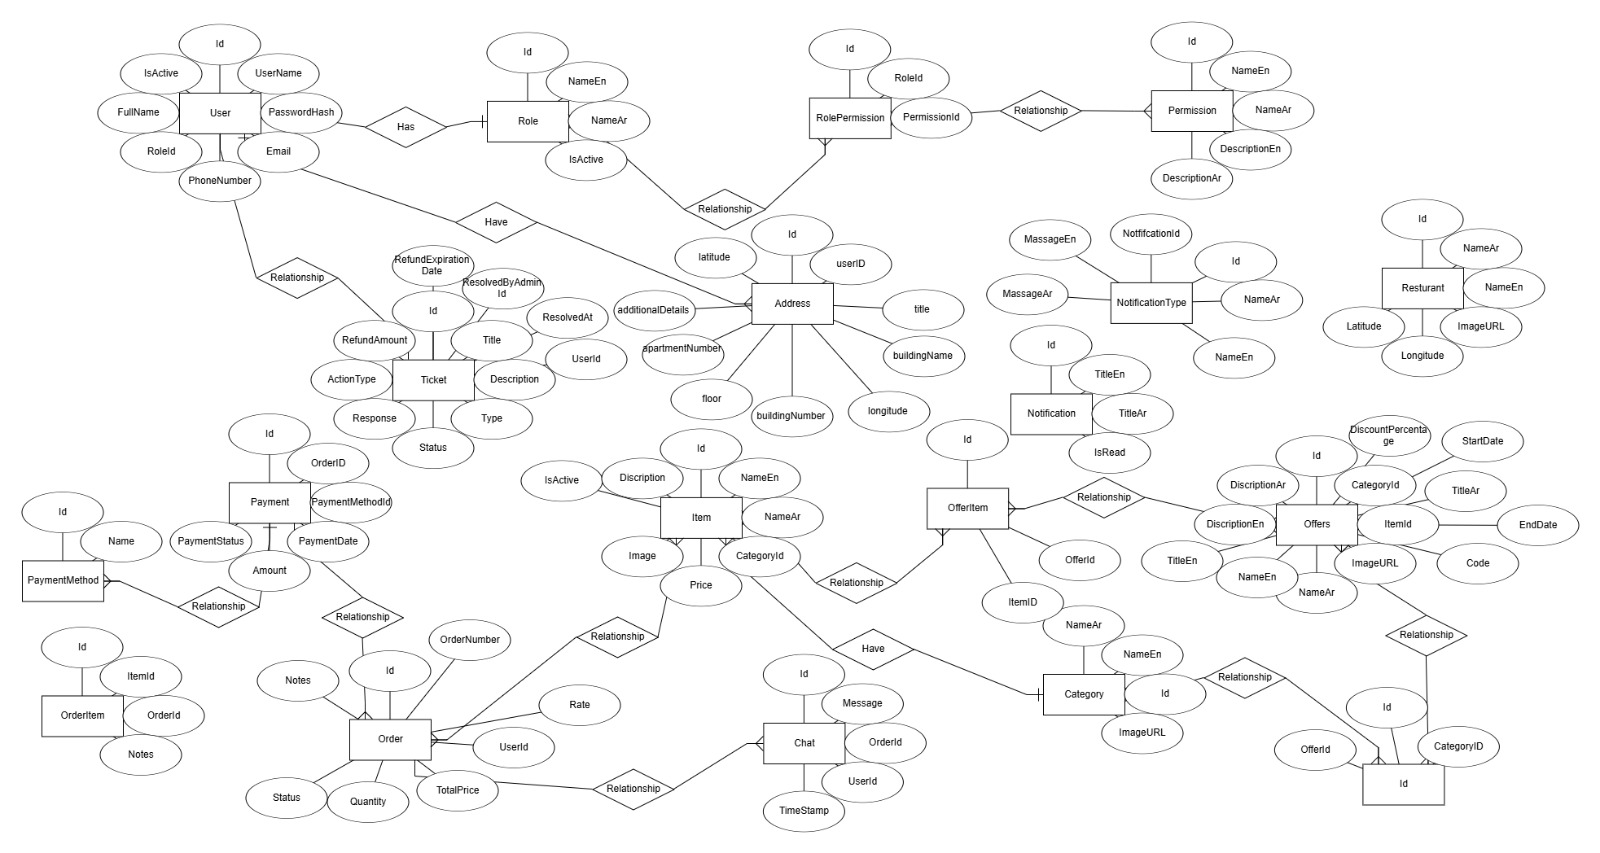 Id
IsActive
UserName
FullName
User
PasswordHash
RoleId
Email
PhoneNumber
Has
Id
NameEn
Role
NameAr
IsActive
Relationship
Id
RoleId
RolePermission
PermissionId
Relationship
Id
NameEn
Permission
NameAr
DescriptionEn
DescriptionAr
Have
Relationship
RefundExpiration
Date
ResolvedByAdmin
Id
Id
ResolvedAt
RefundAmount
Title
UserId
ActionType
Ticket
Description
Response
Type
Status
Id
latitude
userID
additionalDetails
Address
title
apartmentNumber
buildingName
floor
buildingNumber
longitude
MassageEn
NotfifcationId
Id
MassageAr
NotificationType
NameAr
NameEn
Id
TitleEn
Notification
TitleAr
IsRead
Id
NameAr
Resturant
NameEn
Latitude
ImageURL
Longitude
Id
OrderID
Payment
PaymentMethodId
PaymentStatus
PaymentDate
Amount
Id
Name
PaymentMethod
Relationship
Relationship
Id
IsActive
Discription
NameEn
Item
NameAr
Image
CategoryId
Price
Relationship
Relationship
Id
OfferItem
OfferId
ItemID
Relationship
DiscountPercenta
ge
StartDate
Id
DiscriptionAr
CategoryId
TitleAr
DiscriptionEn
Offers
ItemId
EndDate
TitleEn
ImageURL
Code
NameEn
NameAr
Relationship
Id
ItemId
OrderItem
OrderId
Notes
OrderNumber
Notes
Id
Rate
Order
UserId
Status
Quantity
TotalPrice
Relationship
Id
Message
Chat
OrderId
UserId
TimeStamp
Have
NameAr
NameEn
Category
Id
ImageURL
Relationship
Id
OfferId
CategoryID
Id